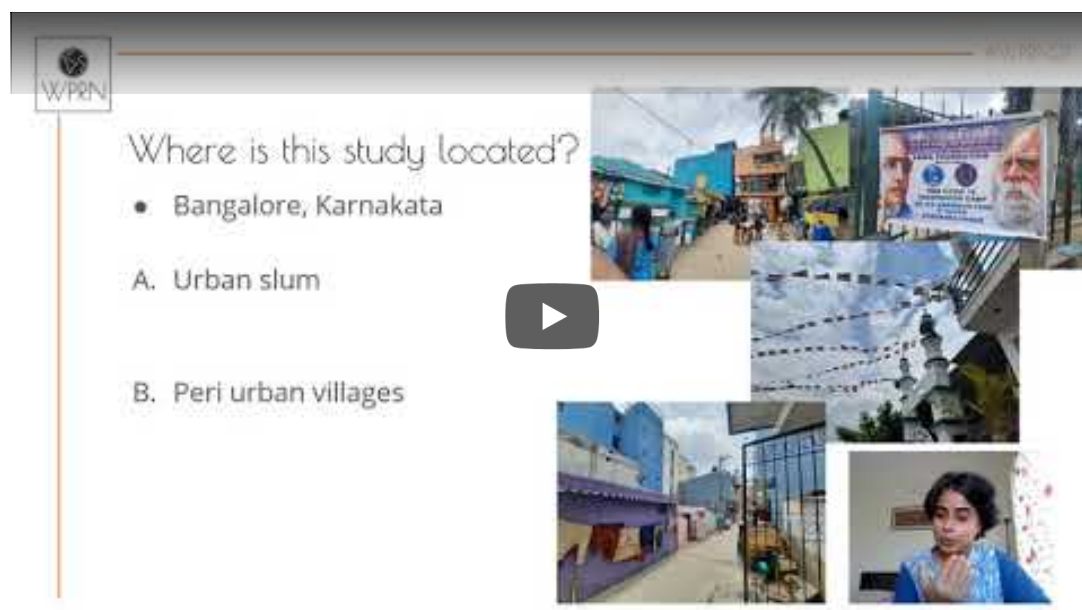 WPRN
Where is this study located?
● Bangalore, Karnakata
A. Urban slum
B. Peri urban villages